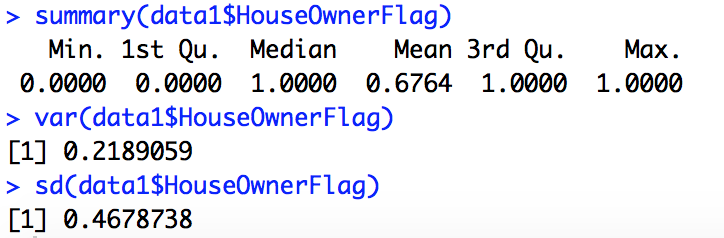 > summary(data1$HouseOwnerFlag)
Min. 1st Qu. Median Mean 3rd Qu. Max.
0.0000 0.0000 1.0000 0.6764 1.0000 1.0000
> var(data1$HouseOwnerFlag)
[1] 0.2189059
> sd(data1$HouseOwnerFlag)
[1] 0.4678738